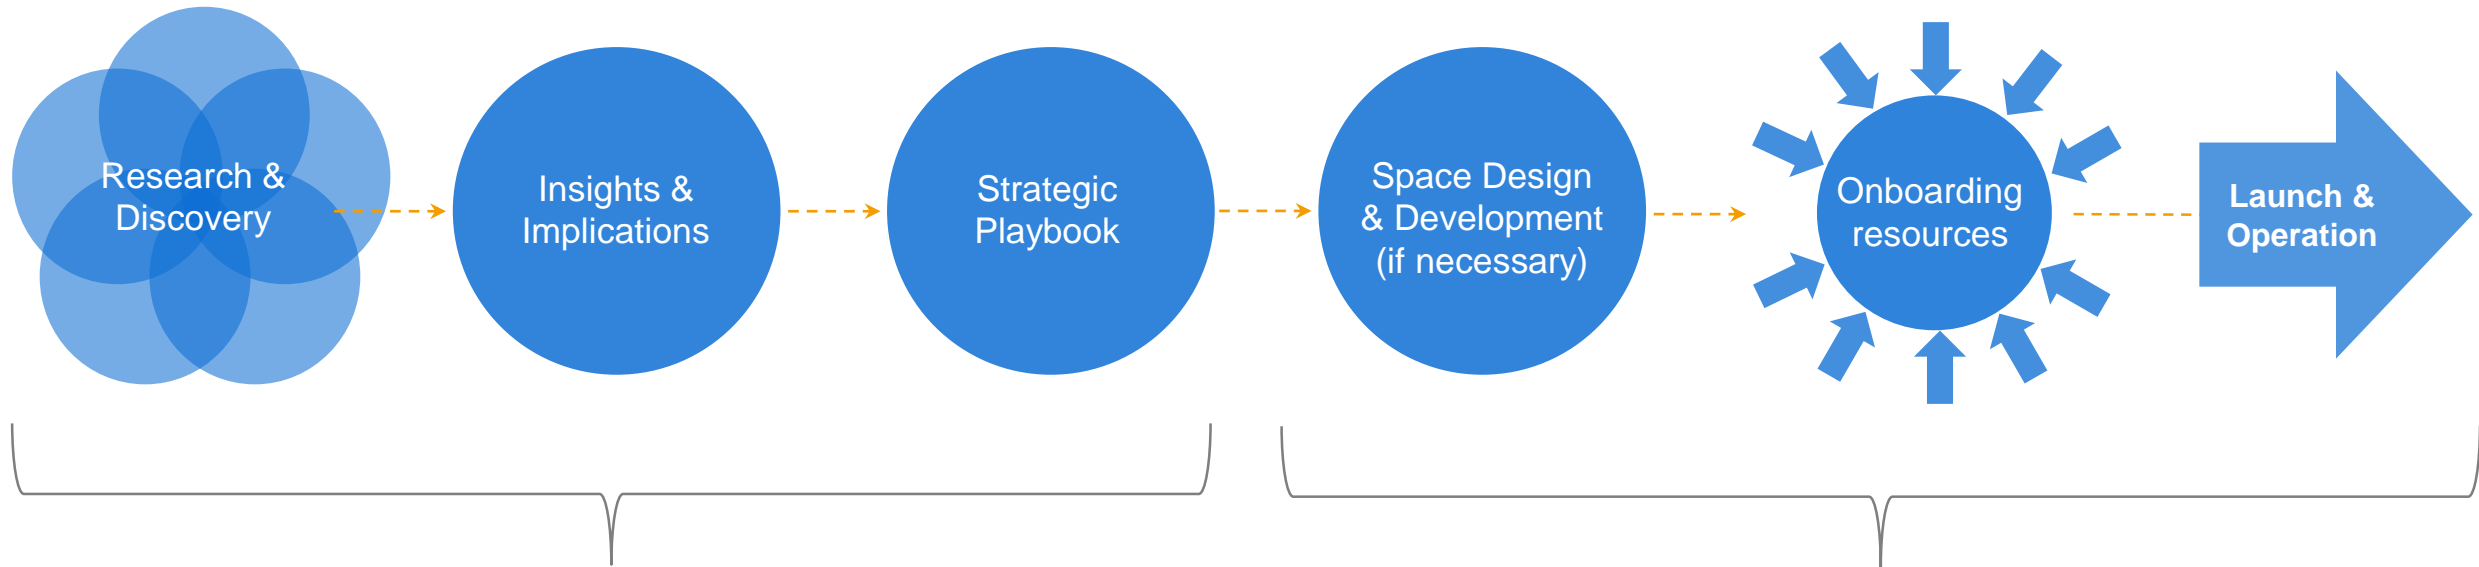 Research &
Discovery
Insights &
Implications
Strategic
Playbook
Space Design
& Development
(if necessary)
Onboarding
resources
Launch &
Operation